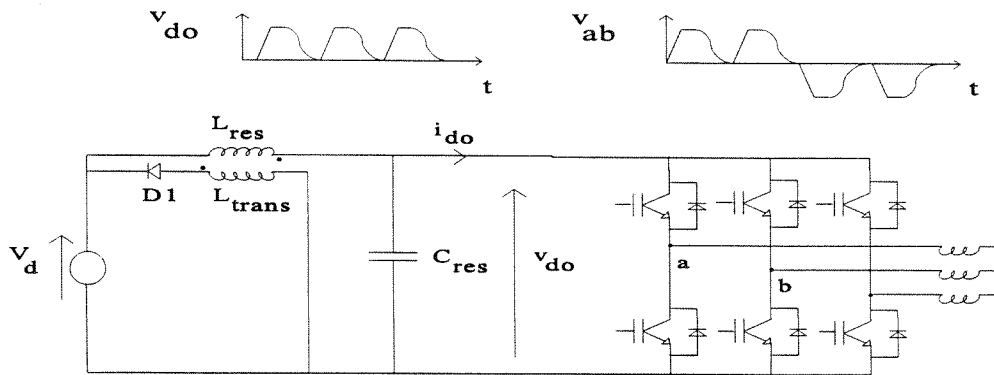 v do
t
v ab
t
L res
i do
D1
L trans
V d
C res
v do
a
b